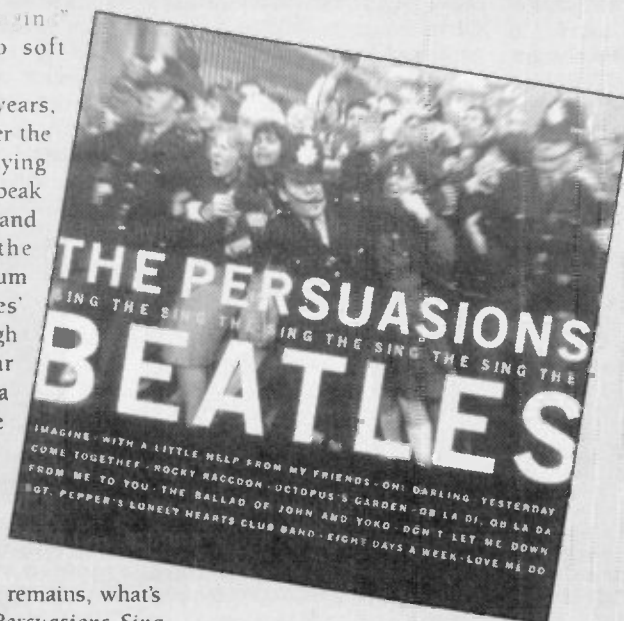 soft
years,
er the
ying
peak
and
the
um
es'
gh
ar
a
e
remains, what's
Persuasions Sing
THE PERSUASIONS
SING THE SING THE SING THE SING THE SING THE
BEATLES
IMAGINE · WITH A LITTLE HELP FROM MY FRIENDS · OH! DARLING · YESTERDAY
COME TOGETHER · ROCKY RACCOON · OCTOPUS'S GARDEN · OB LA DI, OB LA DA
FROM ME TO YOU · THE BALLAD OF JOHN AND YOKO · DON'T LET ME DOWN
SGT. PEPPER'S LONELY HEARTS CLUB BAND · EIGHT DAYS A WEEK · LOVE ME DO